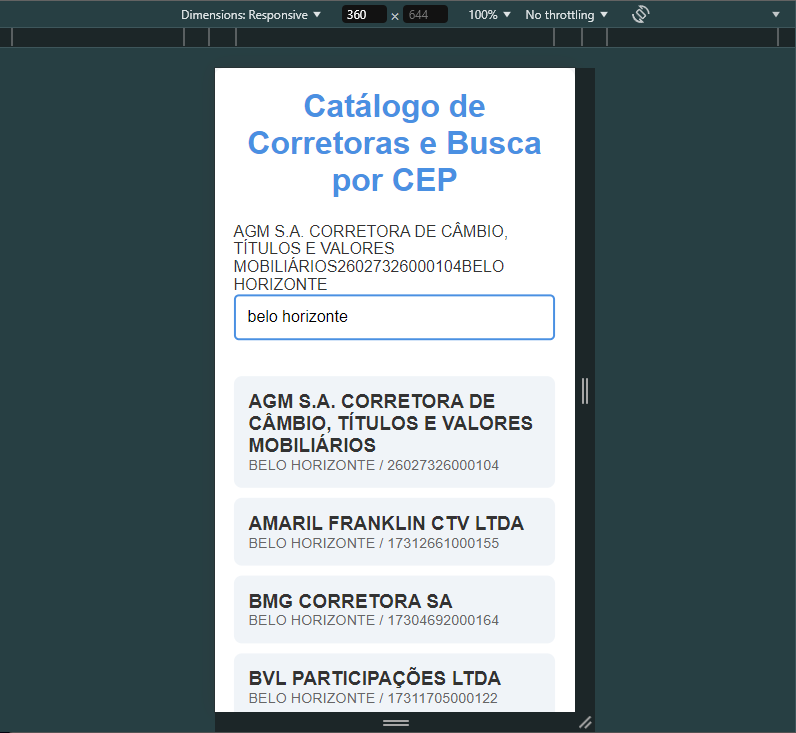 Dimensions: Responsive 360 × 644 100% No throttling
Catálogo de
Corretoras e Busca
por CEP
AGM S.A. CORRETORA DE CÂMBIO,
TÍTULOS E VALORES
MOBILIÁRIOS26027326000104BELO
HORIZONTE
belo horizonte
AGM S.A. CORRETORA DE
CÂMBIO, TÍTULOS E VALORES
MOBILIÁRIOS
BELO HORIZONTE / 26027326000104
AMARIL FRANKLIN CTV LTDA
BELO HORIZONTE / 17312661000155
BMG CORRETORA SA
BELO HORIZONTE / 17304692000164
BVL PARTICIPAÇÕES LTDA
BELO HORIZONTE / 17311705000122